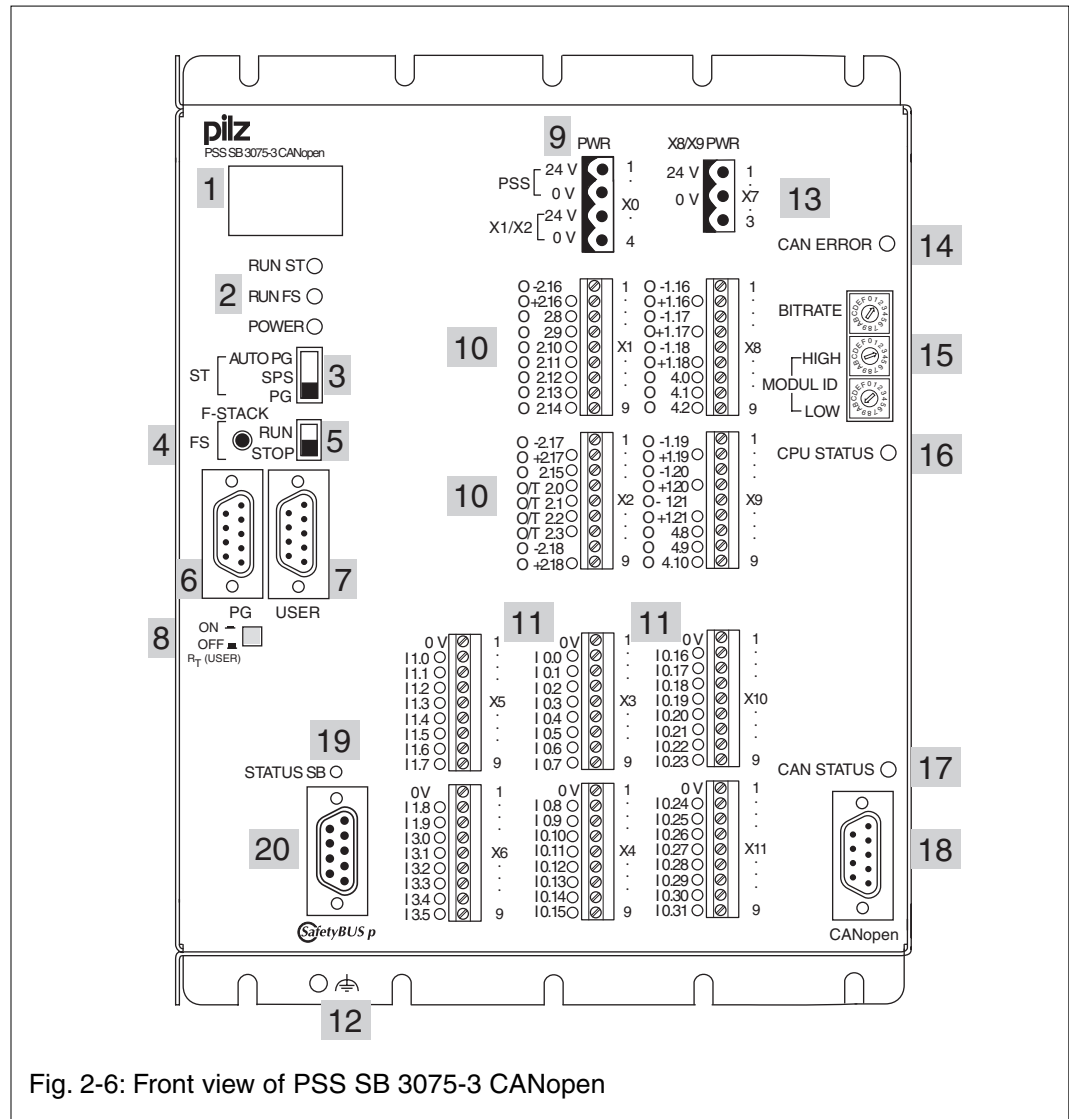 pilz
PSS SB 3075-3 CANopen
1
RUN ST
2 RUN FS
POWER
ST
AUTO PG
SPS
PG
3
F-STACK
4 FS
RUN
STOP
5
6
7
PG USER
8
ON
OFF
R_T (USER)
9 PWR
PSS
24 V
0 V
X1/X2
24 V
0 V
1
.
X0
.
4
X8/X9 PWR
24 V
0 V
1
.
X7
.
3
13
CAN ERROR
14
10
O -2.16
O +2.16
O 2.8
O 2.9
O 2.10
O 2.11
O 2.12
O 2.13
O 2.14
1
X1
9
O -1.16
O +1.16
O -1.17
O +1.17
O -1.18
O +1.18
O 4.0
O 4.1
O 4.2
1
X8
9
BITRATE
HIGH
MODUL ID
LOW
15
10
O -2.17
O +2.17
O 2.15
O/T 2.0
O/T 2.1
O/T 2.2
O/T 2.3
O -2.18
O +2.18
1
X2
9
O -1.19
O +1.19
O -1.20
O +1.20
O -1.21
O +1.21
O 4.8
O 4.9
O 4.10
1
X9
9
CPU STATUS
16
11
11
0 V
I 1.0
I 1.1
I 1.2
I 1.3
I 1.4
I 1.5
I 1.6
I 1.7
1
X5
9
0 V
I 0.0
I 0.1
I 0.2
I 0.3
I 0.4
I 0.5
I 0.6
I 0.7
1
X3
9
0 V
I 0.16
I 0.17
I 0.18
I 0.19
I 0.20
I 0.21
I 0.22
I 0.23
1
X10
9
19
STATUS SB
20
SafetyBUS p
0V
I 1.8
I 1.9
I 3.0
I 3.1
I 3.2
I 3.3
I 3.4
I 3.5
1
X6
9
0 V
I 0.8
I 0.9
I 0.10
I 0.11
I 0.12
I 0.13
I 0.14
I 0.15
1
X4
9
0 V
I 0.24
I 0.25
I 0.26
I 0.27
I 0.28
I 0.29
I 0.30
I 0.31
1
X11
9
CAN STATUS
17
18
CANopen
12
Fig. 2-6: Front view of PSS SB 3075-3 CANopen